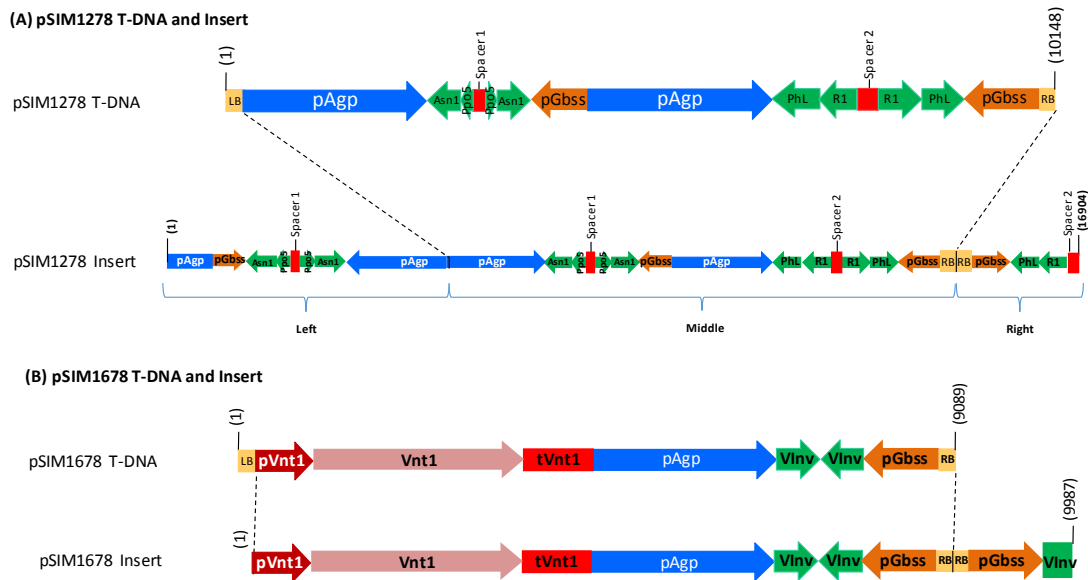 (A) pSIM1278 T-DNA and Insert
(1) Spacer 1 Spacer 2 (10148)
pSIM1278 T-DNA LB pAgp Asn1 Ppo5 Ppo5 Asn1 pGbss pAgp PhL R1 R1 PhL pGbss RB
(1) Spacer 1 Spacer 1 Spacer 2 Spacer 2 (16904)
pSIM1278 Insert pAgp pGbss Asn1 Ppo5 Ppo5 Asn1 pAgp pAgp Asn1 Ppo5 Ppo5 Asn1 pGbss pAgp PhL R1 R1 PhL pGbss RB RB pGbss PhL R1
Left Middle Right
(B) pSIM1678 T-DNA and Insert
(1) (9089)
pSIM1678 T-DNA LB pVnt1 Vnt1 tVnt1 pAgp VInv VInv pGbss RB
(1) (9987)
pSIM1678 Insert pVnt1 Vnt1 tVnt1 pAgp VInv VInv pGbss RB RB pGbss VInv